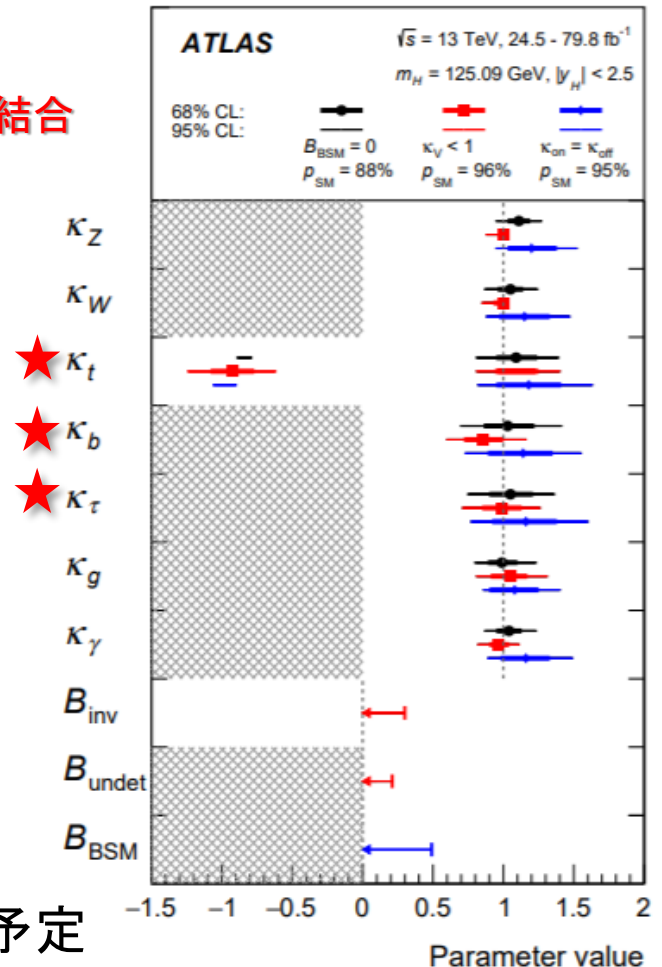 ATLAS
√s = 13 TeV, 24.5 - 79.8 fb⁻¹
m_H = 125.09 GeV, |y_H| < 2.5
結合
68% CL:
95% CL:
B_BSM = 0 κ_V < 1 κ_on = κ_off
p_SM = 88% p_SM = 96% p_SM = 95%
κ_Z
κ_W
κ_t
κ_b
κ_τ
κ_g
κ_γ
B_inv
B_undet
B_BSM
予定
−1.5 −1 −0.5 0 0.5 1 1.5 2
Parameter value